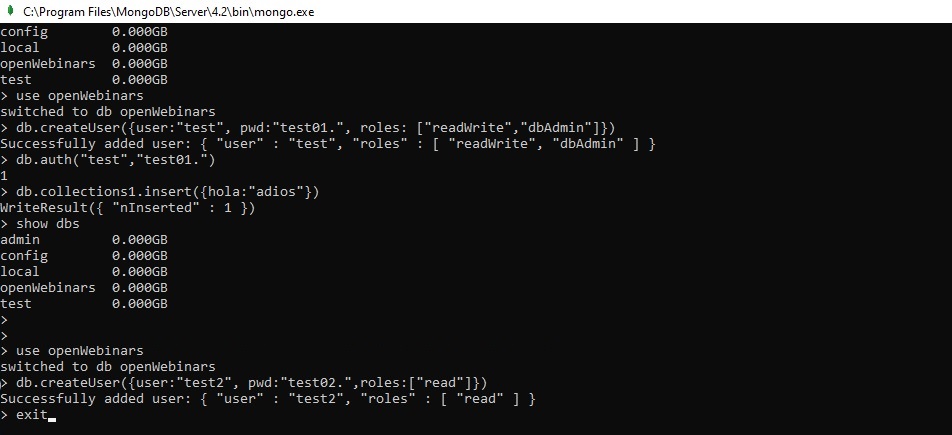 C:\Program Files\MongoDB\Server\4.2\bin\mongo.exe
config 0.000GB
local 0.000GB
openWebinars 0.000GB
test 0.000GB
> use openWebinars
switched to db openWebinars
> db.createUser({user:"test", pwd:"test01.", roles: ["readWrite","dbAdmin"]})
Successfully added user: { "user" : "test", "roles" : [ "readWrite", "dbAdmin" ] }
> db.auth("test","test01.")
1
> db.collections1.insert({hola:"adios"})
WriteResult({ "nInserted" : 1 })
> show dbs
admin 0.000GB
config 0.000GB
local 0.000GB
openWebinars 0.000GB
test 0.000GB
>
>
> use openWebinars
switched to db openWebinars
> db.createUser({user:"test2", pwd:"test02.",roles:["read"]})
Successfully added user: { "user" : "test2", "roles" : [ "read" ] }
> exit